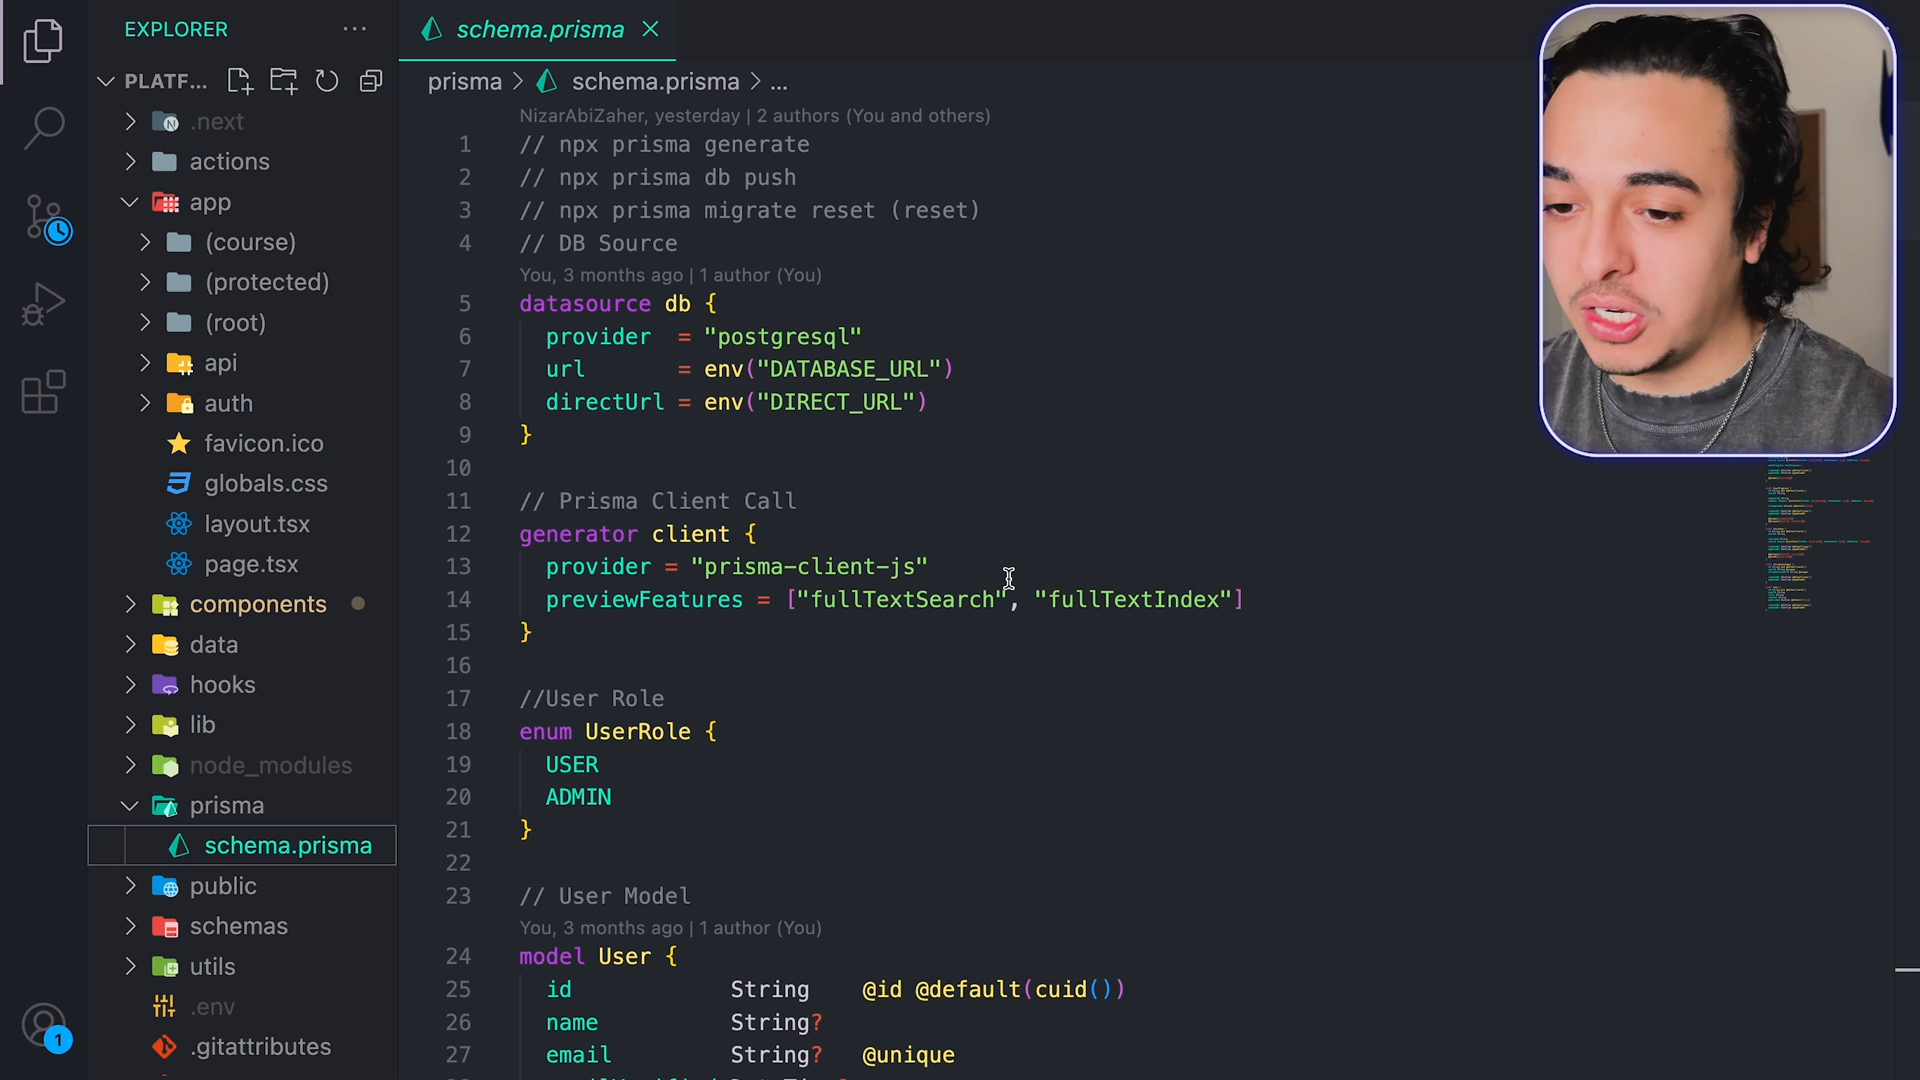 EXPLORER
PLATF...
.next
actions
app
(course)
(protected)
(root)
api
auth
favicon.ico
globals.css
layout.tsx
page.tsx
components
data
hooks
lib
node_modules
prisma
schema.prisma
public
schemas
utils
.env
.gitattributes
1
schema.prisma
prisma > schema.prisma > ...
NizarAbiZaher, yesterday | 2 authors (You and others)
1 // npx prisma generate
2 // npx prisma db push
3 // npx prisma migrate reset (reset)
4 // DB Source
You, 3 months ago | 1 author (You)
5 datasource db {
6 provider = "postgresql"
7 url = env("DATABASE_URL")
8 directUrl = env("DIRECT_URL")
9 }
10
11 // Prisma Client Call
12 generator client {
13 provider = "prisma-client-js"
14 previewFeatures = ["fullTextSearch", "fullTextIndex"]
15 }
16
17 //User Role
18 enum UserRole {
19 USER
20 ADMIN
21 }
22
23 // User Model
You, 3 months ago | 1 author (You)
24 model User {
25 id String @id @default(cuid())
26 name String?
27 email String? @unique